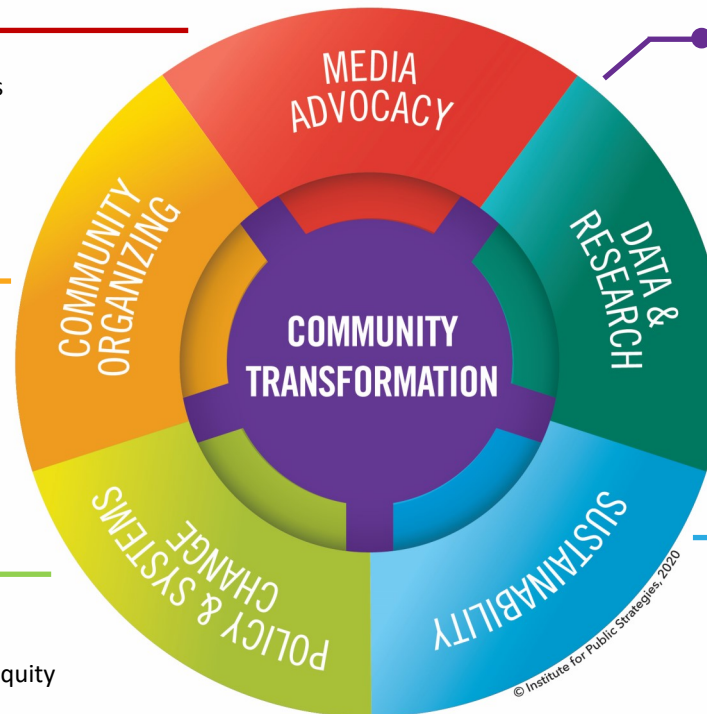 MEDIA
ADVOCACY
s
DATA &
RESEARCH
COMMUNITY
ORGANIZING
COMMUNITY
TRANSFORMATION
SUSTAINABILITY
POLICY & SYSTEMS
CHANGE
© Institute for Public Strategies, 2020
quity